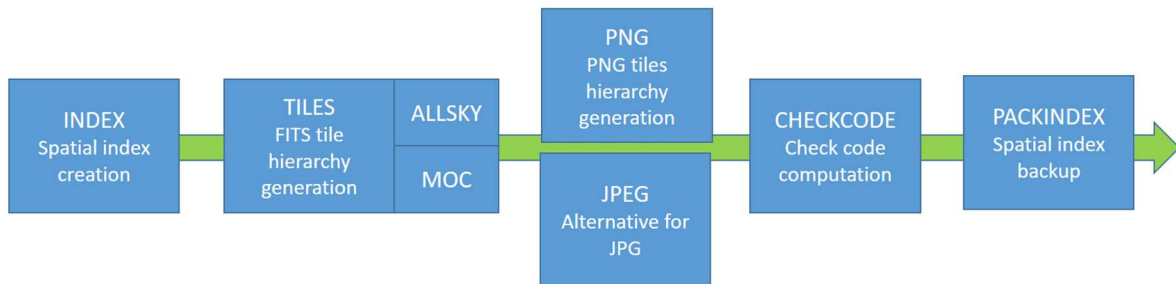 INDEX
Spatial index
creation
TILES
FITS tile
hierarchy
generation
ALLSKY
MOC
PNG
PNG tiles
hierarchy
generation
JPEG
Alternative for
JPG
CHECKCODE
Check code
computation
PACKINDEX
Spatial index
backup